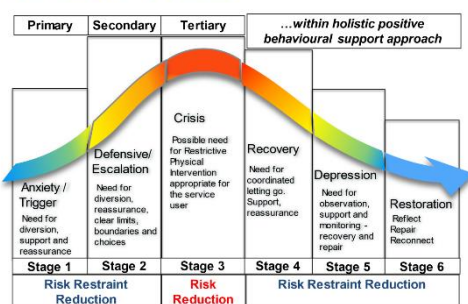 Primary
Secondary
Tertiary
...within holistic positive
behavioural support approach
Anxiety /
Trigger
Need for
diversion,
support and
reassurance
Defensive/
Escalation
Need for
diversion,
reassurance,
clear limits,
boundaries and
choices
Crisis
Possible need
for Restrictive
Physical
Intervention
appropriate for
the service
user
Recovery
Need for
coordinated
letting go.
Support,
reassurance
Depression
Need for
observation,
support and
monitoring -
recovery and
repair
Restoration
Reflect
Repair
Reconnect
Stage 1
Stage 2
Stage 3
Stage 4
Stage 5
Stage 6
Risk Restraint
Reduction
Risk
Reduction
Risk Restraint Reduction